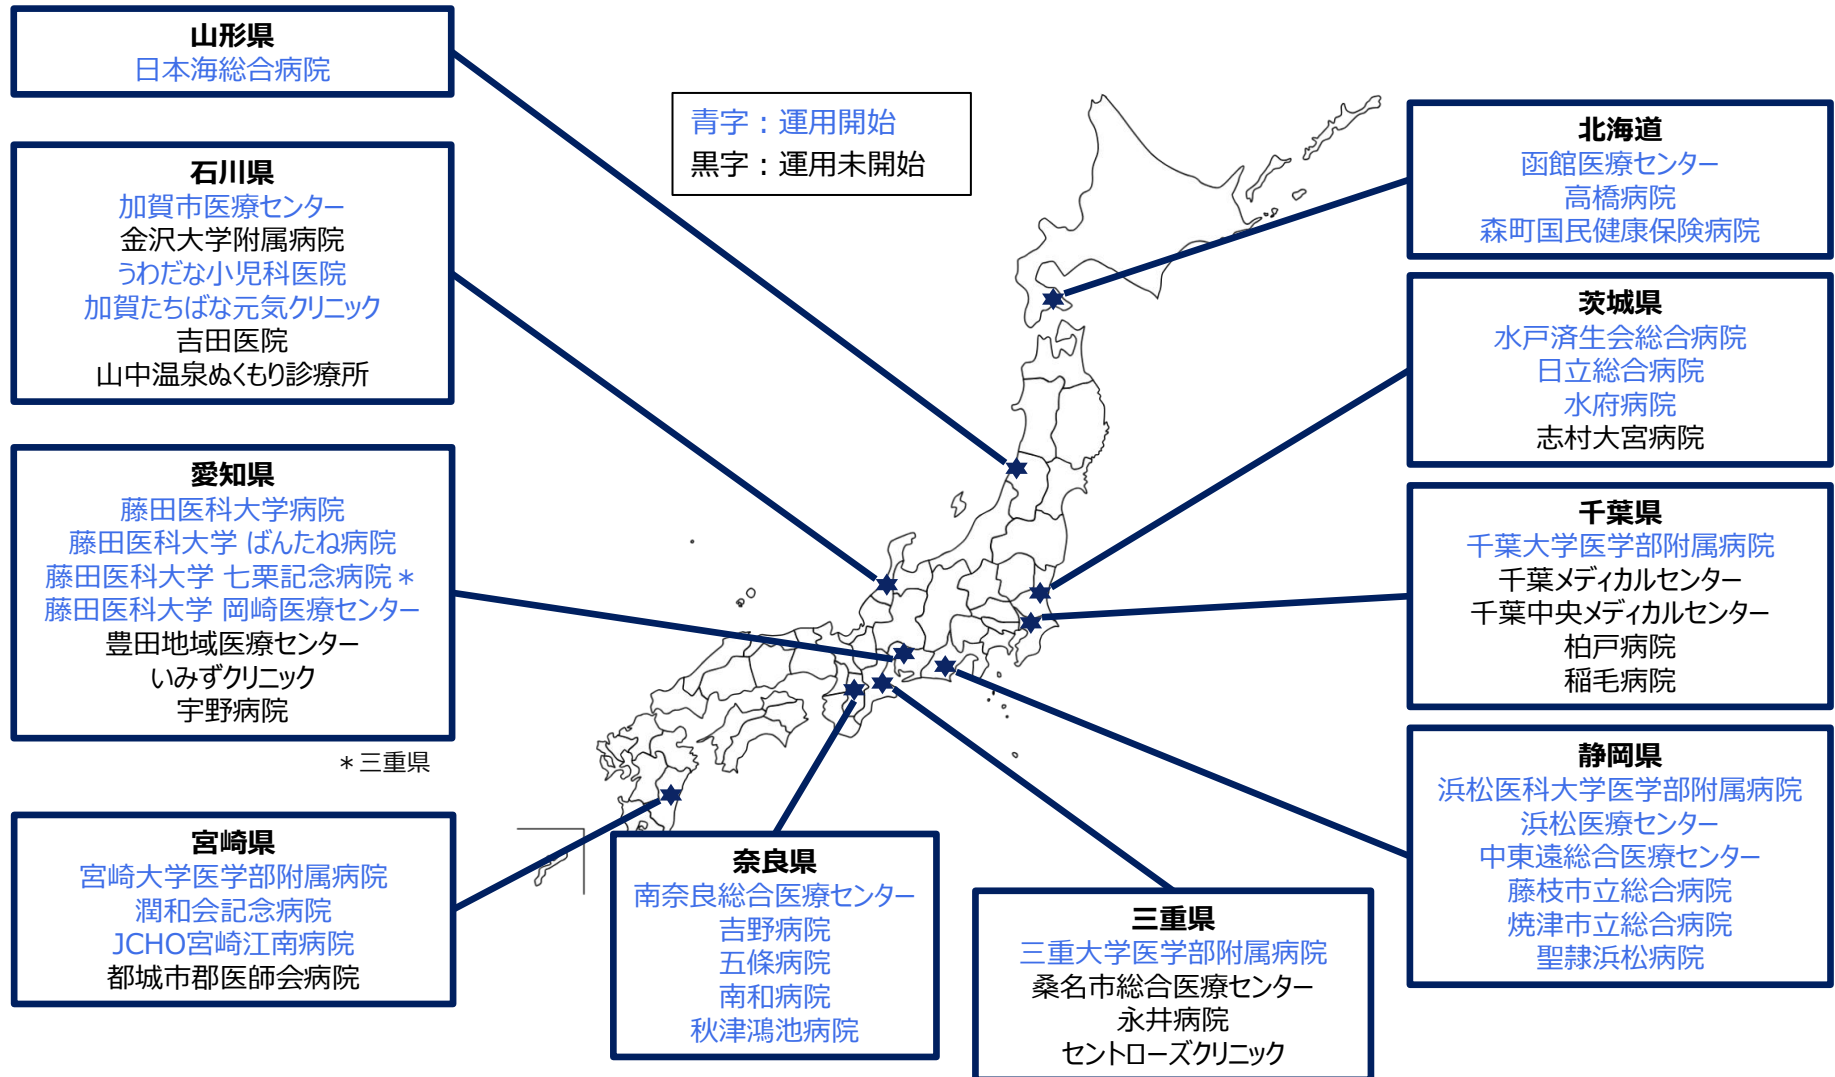 山形県
日本海総合病院
青字：運用開始
黒字：運用未開始
石川県
加賀市医療センター
金沢大学附属病院
うわだな小児科医院
加賀たちばな元気クリニック
吉田医院
山中温泉ぬくもり診療所
愛知県
藤田医科大学病院
藤田医科大学 ばんたね病院
藤田医科大学 七栗記念病院＊
藤田医科大学 岡崎医療センター
豊田地域医療センター
いみずクリニック
宇野病院
＊三重県
宮崎県
宮崎大学医学部附属病院
潤和会記念病院
JCHO宮崎江南病院
都城市郡医師会病院
奈良県
南奈良総合医療センター
吉野病院
五條病院
南和病院
秋津鴻池病院
三重県
三重大学医学部附属病院
桑名市総合医療センター
永井病院
セントローズクリニック
北海道
函館医療センター
高橋病院
森町国民健康保険病院
茨城県
水戸済生会総合病院
日立総合病院
水府病院
志村大宮病院
千葉県
千葉大学医学部附属病院
千葉メディカルセンター
千葉中央メディカルセンター
柏戸病院
稲毛病院
静岡県
浜松医科大学医学部附属病院
浜松医療センター
中東遠総合医療センター
藤枝市立総合病院
焼津市立総合病院
聖隷浜松病院